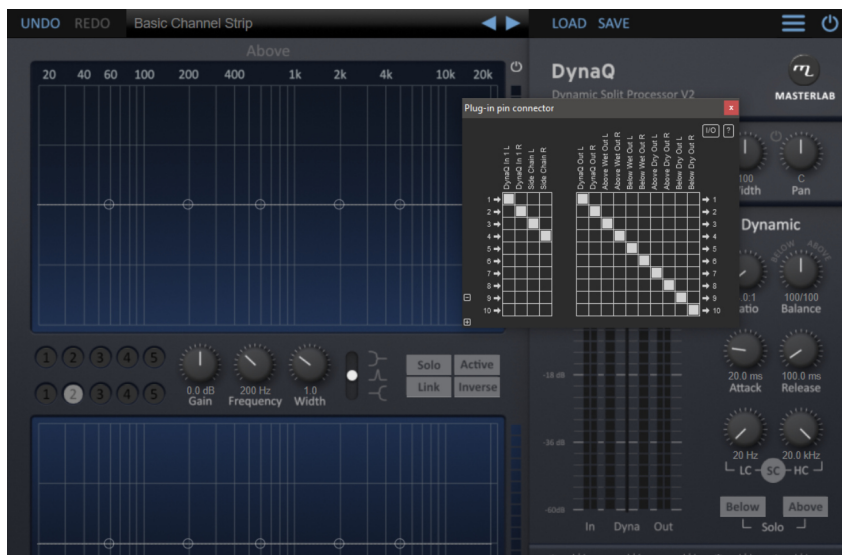 UNDO REDO Basic Channel Strip LOAD SAVE
Above
20 40 60 100 200 400 1k 2k 4k 10k 20k
DynaQ
Dynamic Split Processor V2
MASTERLAB
Plug-in pin connector x
I/O ?
DynaQ In 1 L
DynaQ In 1 R
Side Chain L
Side Chain R
DynaQ Out L
DynaQ Out R
Above Wet Out L
Above Wet Out R
Below Wet Out L
Below Wet Out R
Above Dry Out L
Above Dry Out R
Below Dry Out L
Below Dry Out R
1 1
2 2
3 3
4 4
5 5
6 6
7 7
8 8
9 9
10 10
100 C
Pan
Dynamic
BELOW ABOVE
100/100
Balance
1 2 3 4 5
1 2 3 4 5
0.0 dB 200 Hz 1.0
Gain Frequency Width
Solo Active
Link Inverse
-18 dB
20.0 ms 100.0 ms
Attack Release
-36 dB
20 Hz 20.0 kHz
LC SC HC
-60dB
Below Above
Solo
In Dyna Out